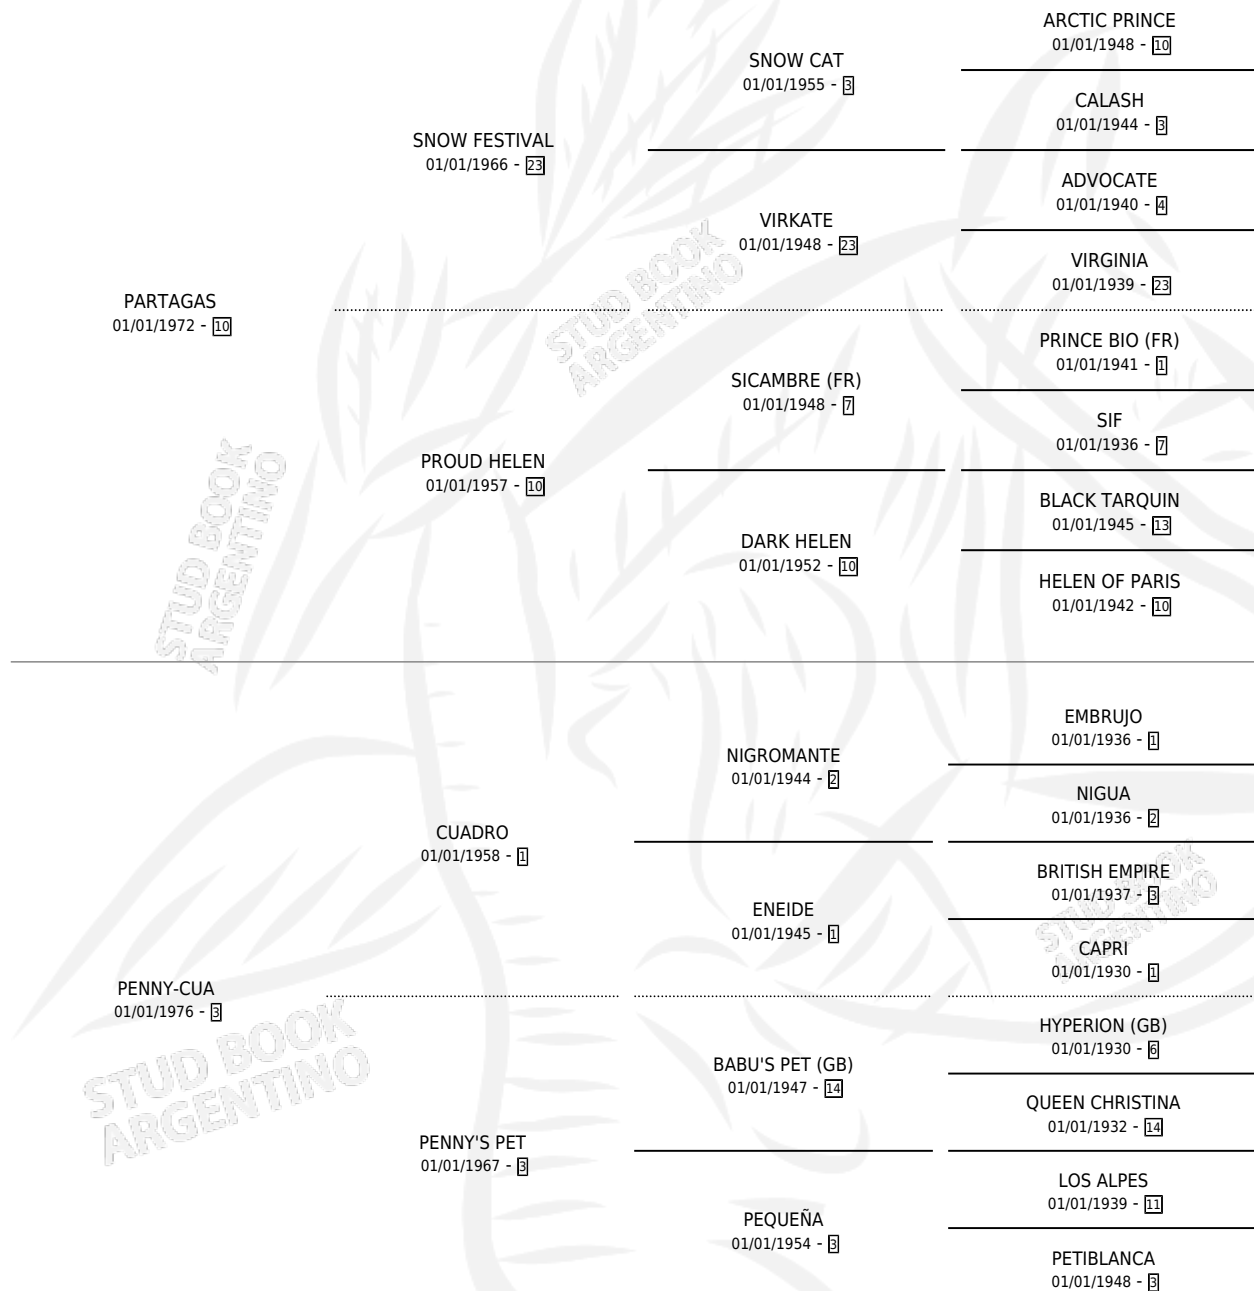 ARCTIC PRINCE
01/01/1948 - 10
SNOW CAT
01/01/1955 - 3
CALASH
01/01/1944 - 3
SNOW FESTIVAL
01/01/1966 - 23
ADVOCATE
01/01/1940 - 4
VIRKATE
01/01/1948 - 23
VIRGINIA
01/01/1939 - 23
PARTAGAS
01/01/1972 - 10
STUD BOOK
ARGENTINO
PRINCE BIO (FR)
01/01/1941 - 1
SICAMBRE (FR)
01/01/1948 - 7
SIF
01/01/1936 - 7
PROUD HELEN
01/01/1957 - 10
BLACK TARQUIN
01/01/1945 - 13
DARK HELEN
01/01/1952 - 10
HELEN OF PARIS
01/01/1942 - 10
STUD BOOK
ARGENTINO
EMBRUJO
01/01/1936 - 1
NIGROMANTE
01/01/1944 - 2
NIGUA
01/01/1936 - 2
CUADRO
01/01/1958 - 1
BRITISH EMPIRE
01/01/1937 - 3
ENEIDE
01/01/1945 - 1
CAPRI
01/01/1930 - 1
STUD BOOK
ARGENTINO
PENNY-CUA
01/01/1976 - 3
HYPERION (GB)
01/01/1930 - 6
BABU'S PET (GB)
01/01/1947 - 14
QUEEN CHRISTINA
01/01/1932 - 14
STUD BOOK
ARGENTINO
PENNY'S PET
01/01/1967 - 3
LOS ALPES
01/01/1939 - 11
PEQUEÑA
01/01/1954 - 3
PETIBLANCA
01/01/1948 - 3